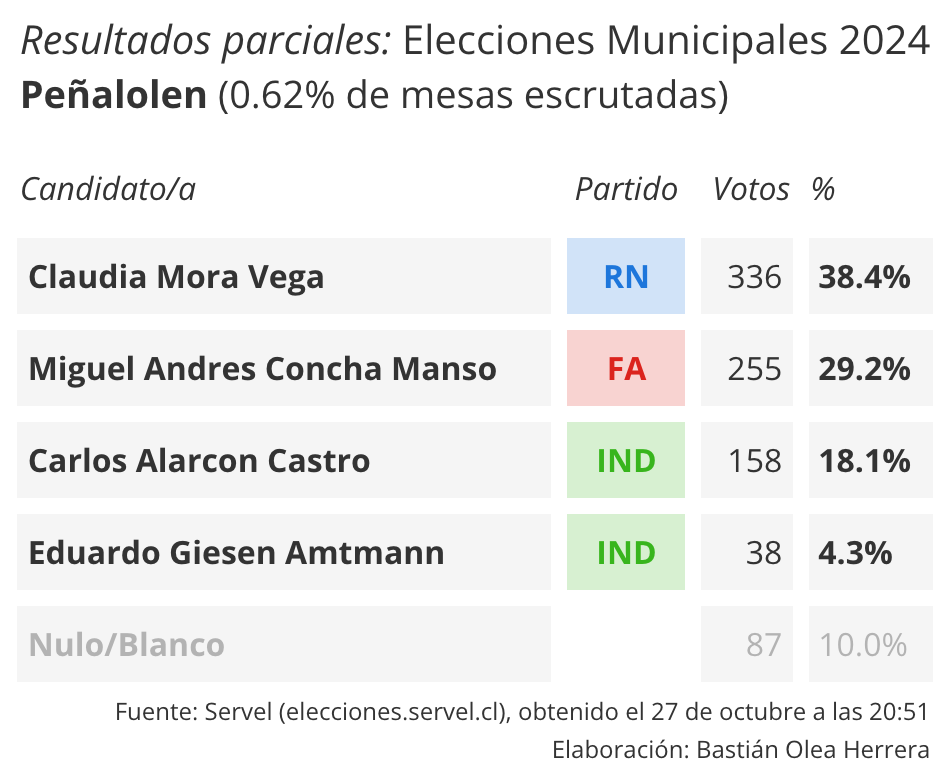 Resultados parciales: Elecciones Municipales 2024
Peñalolen (0.62% de mesas escrutadas)
Candidato/a Partido Votos %
Claudia Mora Vega RN 336 38.4%
Miguel Andres Concha Manso FA 255 29.2%
Carlos Alarcon Castro IND 158 18.1%
Eduardo Giesen Amtmann IND 38 4.3%
Nulo/Blanco 87 10.0%
Fuente: Servel (elecciones.servel.cl), obtenido el 27 de octubre a las 20:51
Elaboración: Bastián Olea Herrera